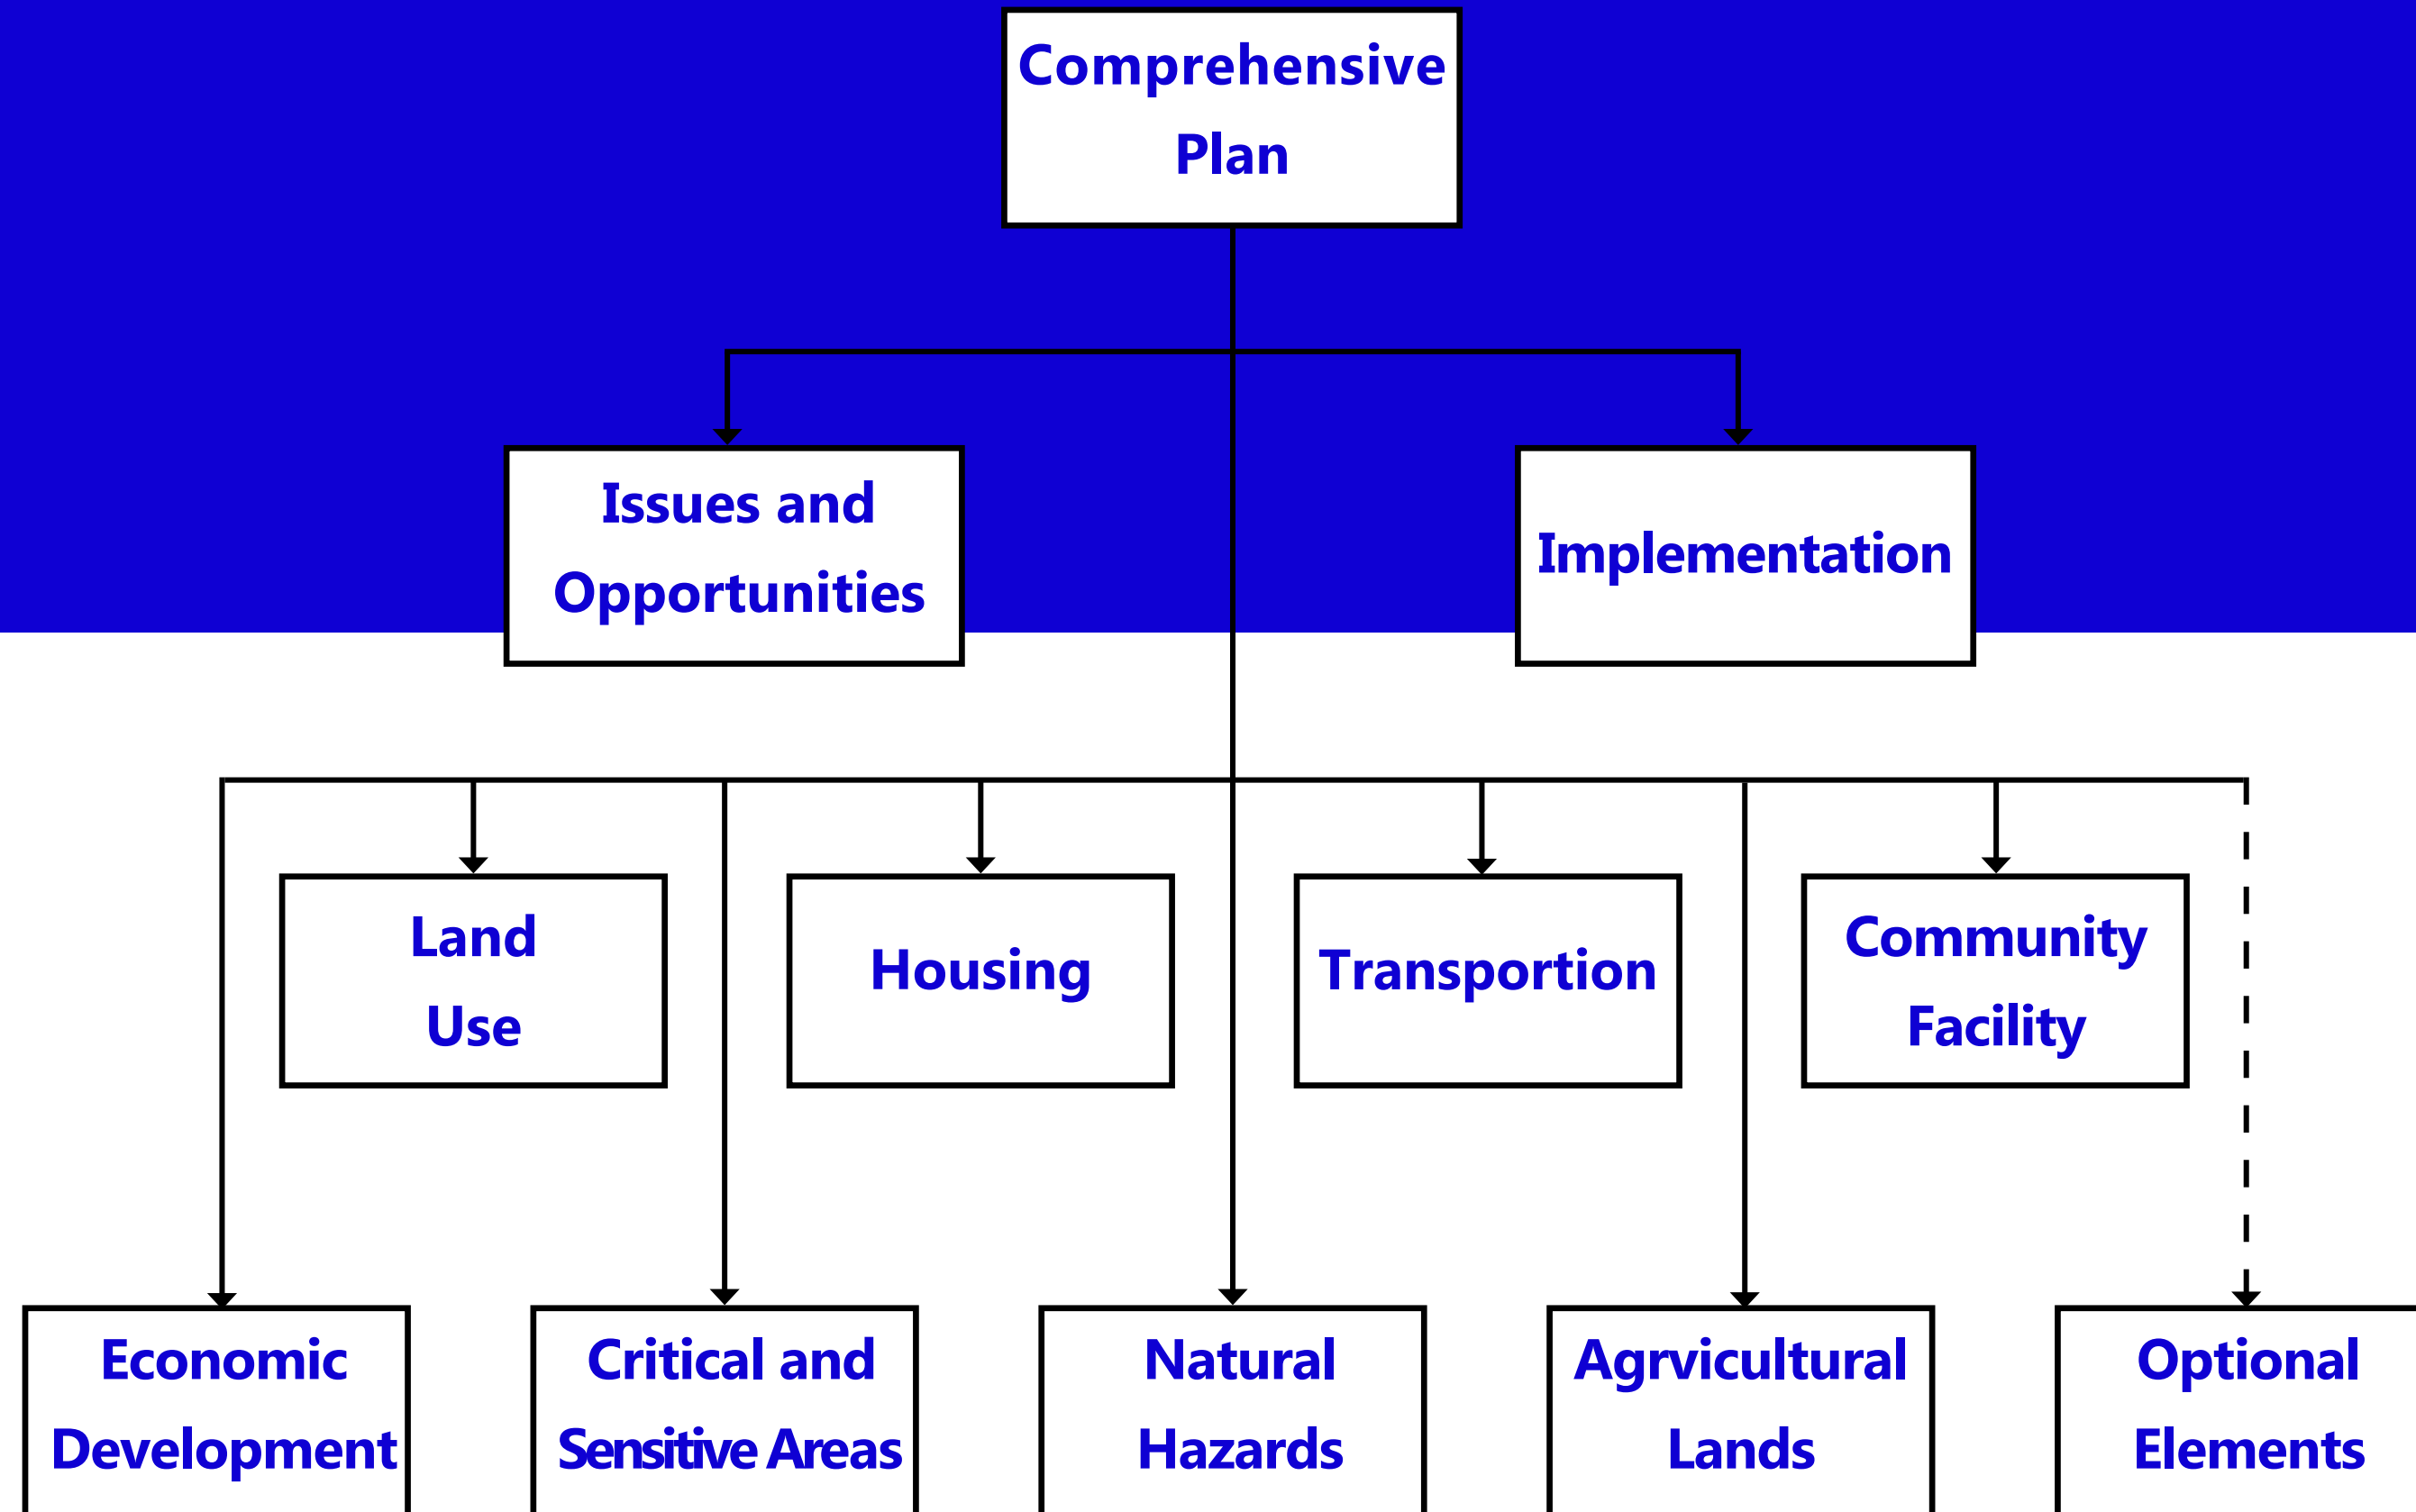 Comprehensive
Plan
Issues and
Opportunities
Implementation
Land
Use
Housing
Transportion
Community
Facility
Economic
Development
Critical and
Sensitive Areas
Natural
Hazards
Agrvicultural
Lands
Optional
Elements